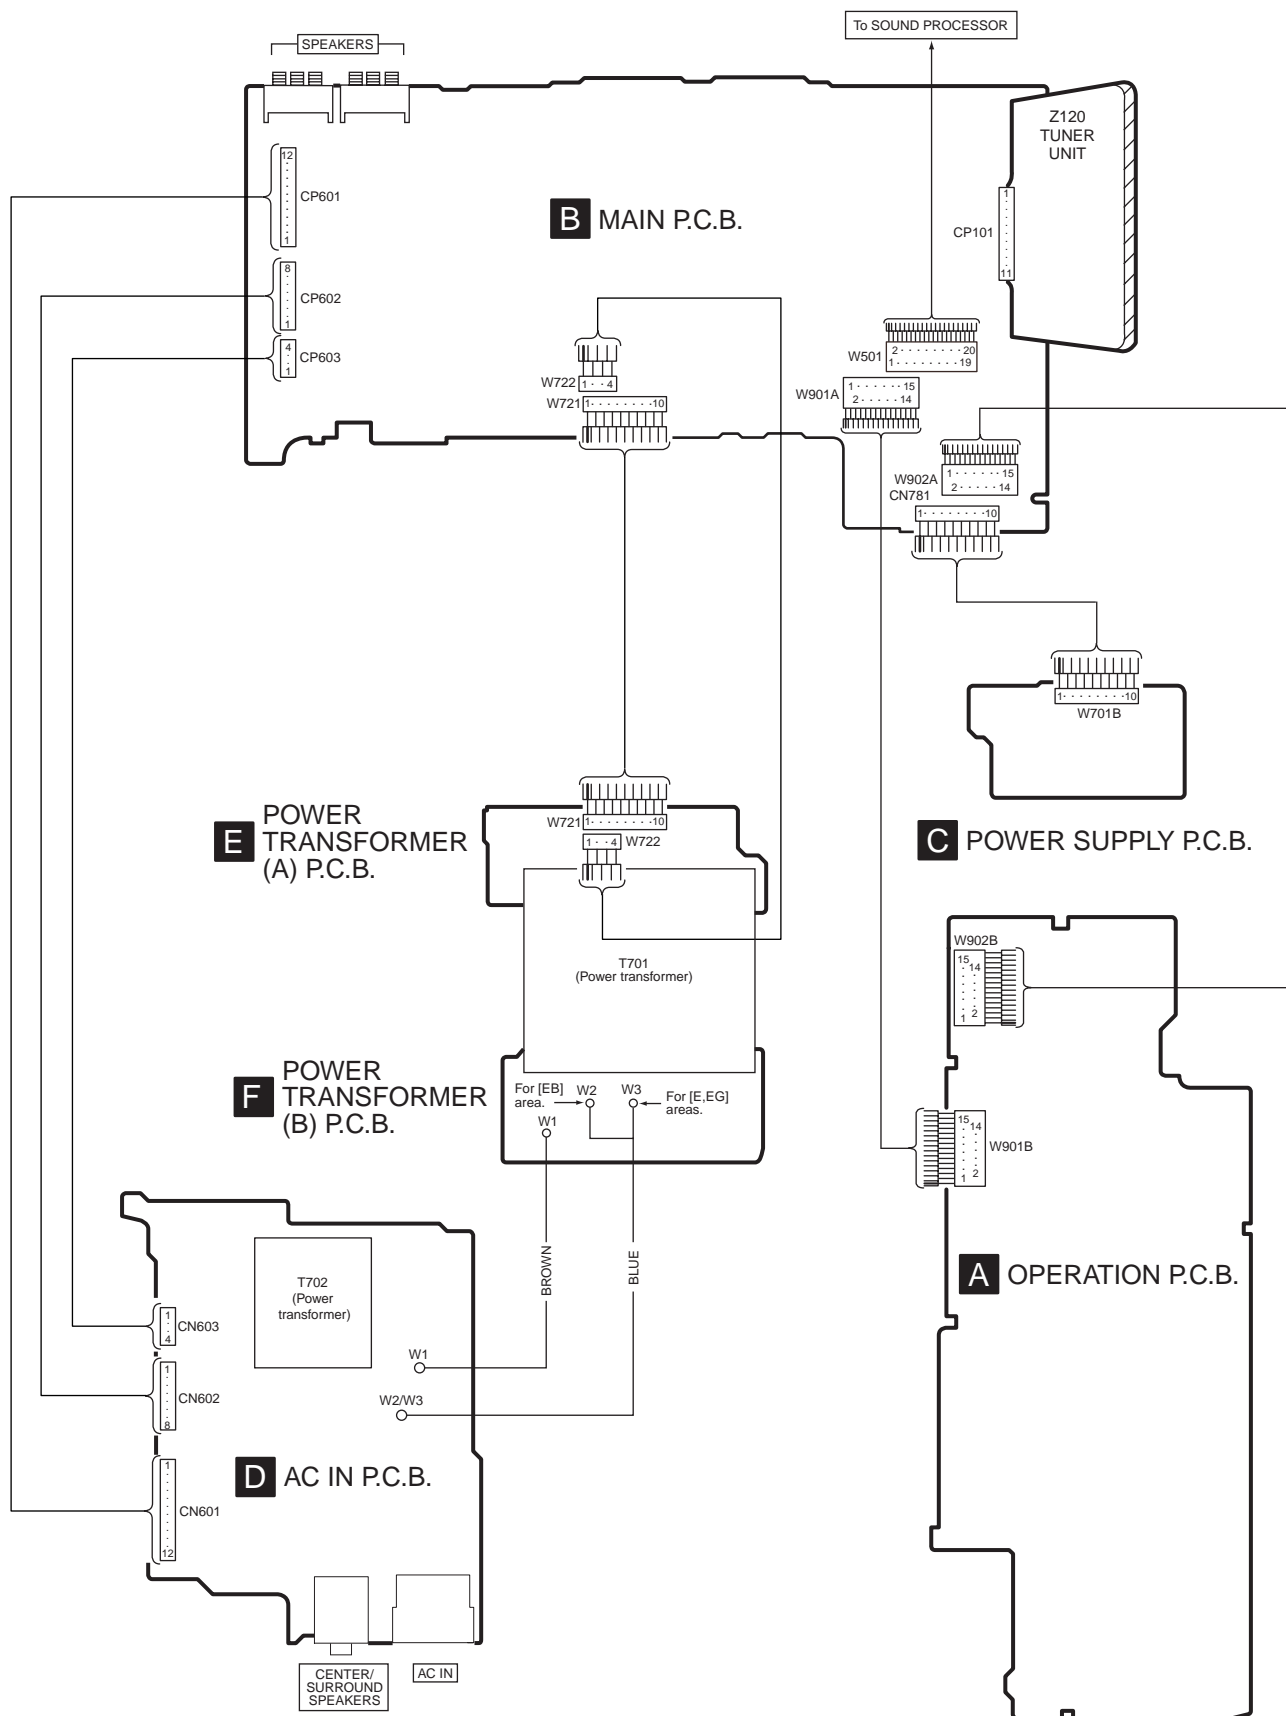 To SOUND PROCESSOR
SPEAKERS
Z120
TUNER
UNIT
12
1
CP601
B MAIN P.C.B.
1
11
CP101
8
1
CP602
4
1
CP603
W501
2 · · · · · · · · 20
1 · · · · · · · · 19
W722
1 · · 4
W721
1 · · · · · · · · 10
W901A
1 · · · · · · 15
2 · · · · · 14
W902A
1 · · · · · · 15
2 · · · · · 14
CN781
1 · · · · · · · · 10
1 · · · · · · · · 10
W701B
C POWER SUPPLY P.C.B.
E POWER
TRANSFORMER
(A) P.C.B.
W721
1 · · · · · · · · 10
1 · · 4
W722
T701
(Power transformer)
W902B
15
14
2
1
F POWER
TRANSFORMER
(B) P.C.B.
For [EB]
area.
W2
W3
For [E,EG]
areas.
W1
15
14
2
1
W901B
BROWN
BLUE
A OPERATION P.C.B.
T702
(Power
transformer)
1
4
CN603
W1
1
8
CN602
W2/W3
D AC IN P.C.B.
1
12
CN601
CENTER/
SURROUND
SPEAKERS
AC IN